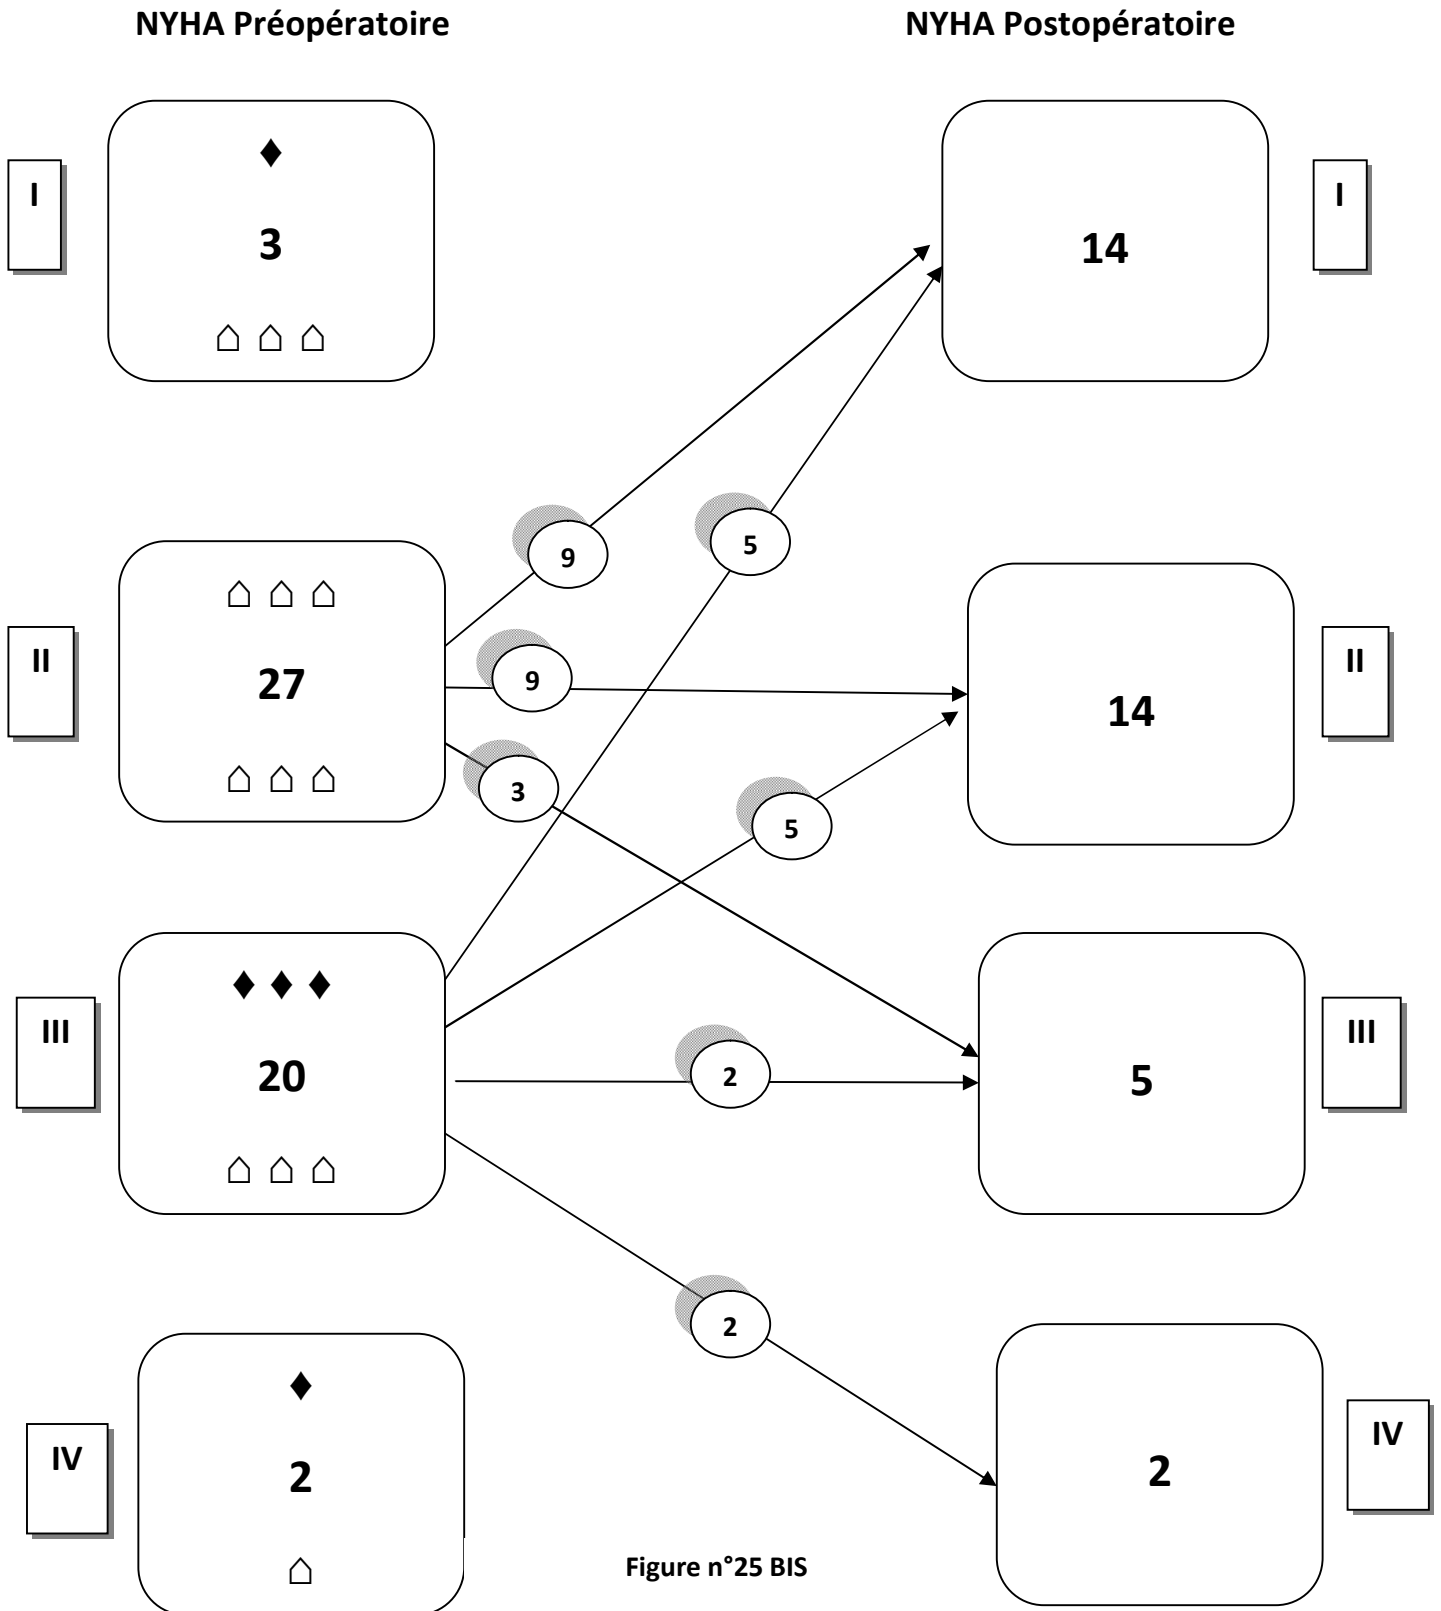 NYHA Préopératoire NYHA Postopératoire
♦
I 3 14 I
⌂ ⌂ ⌂
9 5
⌂ ⌂ ⌂
II 27 9 14 II
⌂ ⌂ ⌂
3 5
♦ ♦ ♦
III 20 2 5 III
⌂ ⌂ ⌂
2
♦
IV 2 2 IV
⌂
Figure n°25 BIS